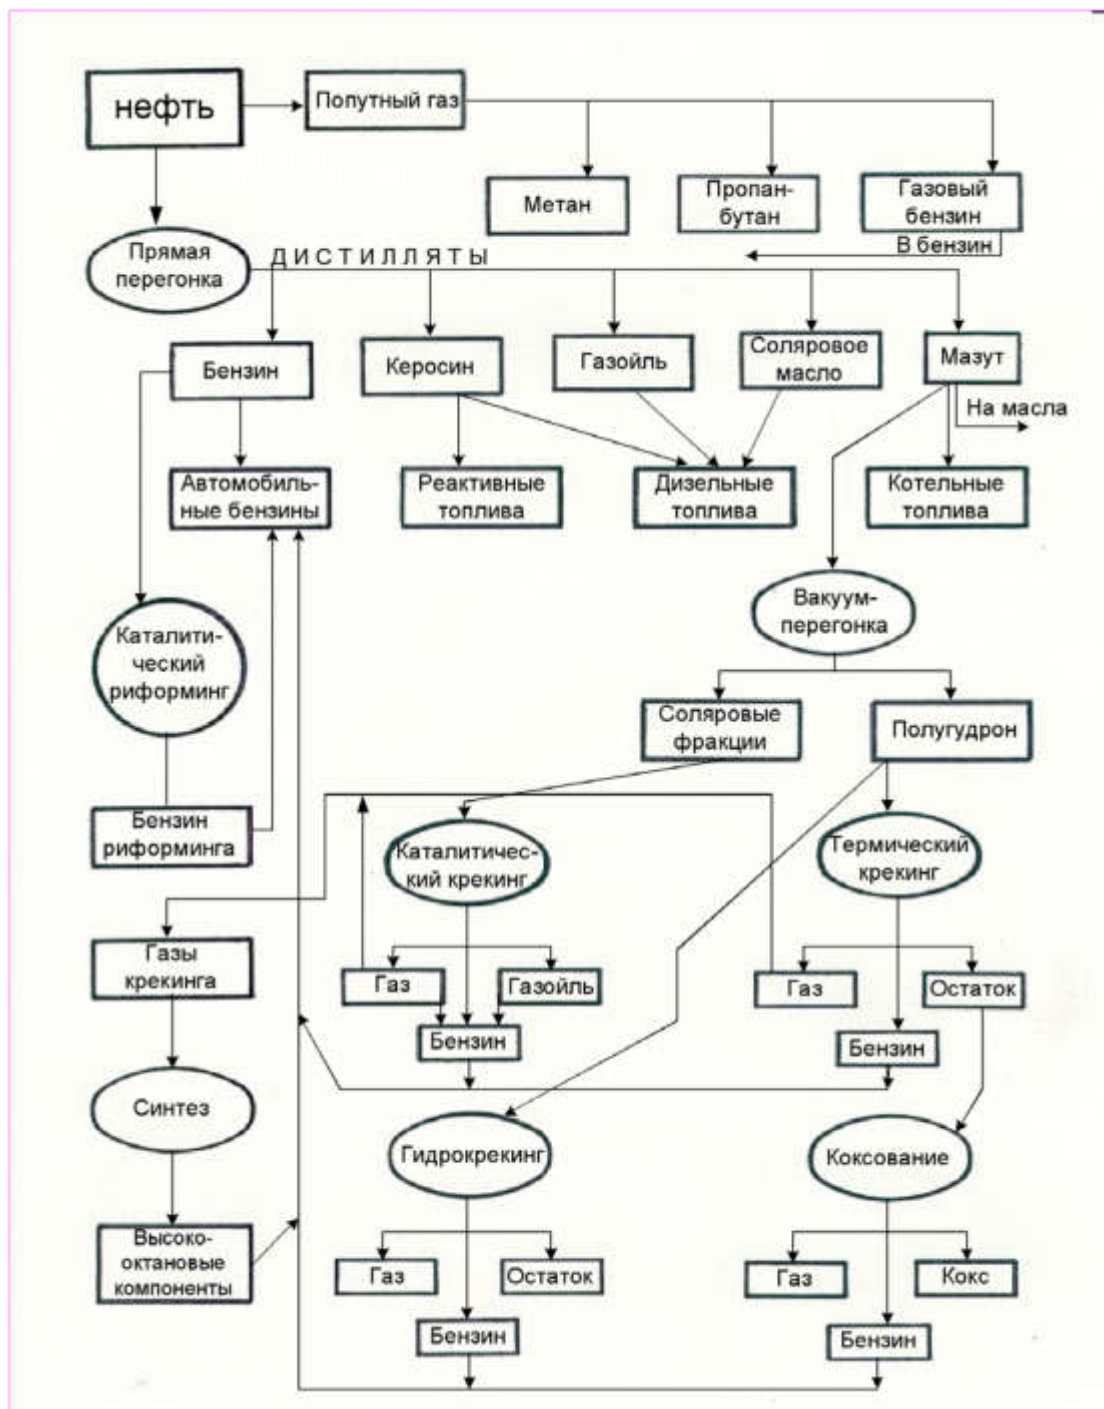 нефть
Попутный газ
Метан
Пропан-
бутан
Газовый
бензин
В бензин
Прямая
перегонка
ДИСТИЛЛЯТЫ
Бензин
Керосин
Газойль
Соляровое
масло
Мазут
На масла
Автомобиль-
ные бензины
Реактивные
топлива
Дизельные
топлива
Котельные
топлива
Вакуум-
перегонка
Каталити-
ческий
риформинг
Соляровые
фракции
Полугудрон
Бензин
риформинга
Каталитичес-
кий крекинг
Термический
крекинг
Газы
крекинга
Газ
Газойль
Бензин
Газ
Остаток
Бензин
Синтез
Гидрокрекинг
Коксование
Высоко-
октановые
компоненты
Газ
Остаток
Бензин
Газ
Кокс
Бензин